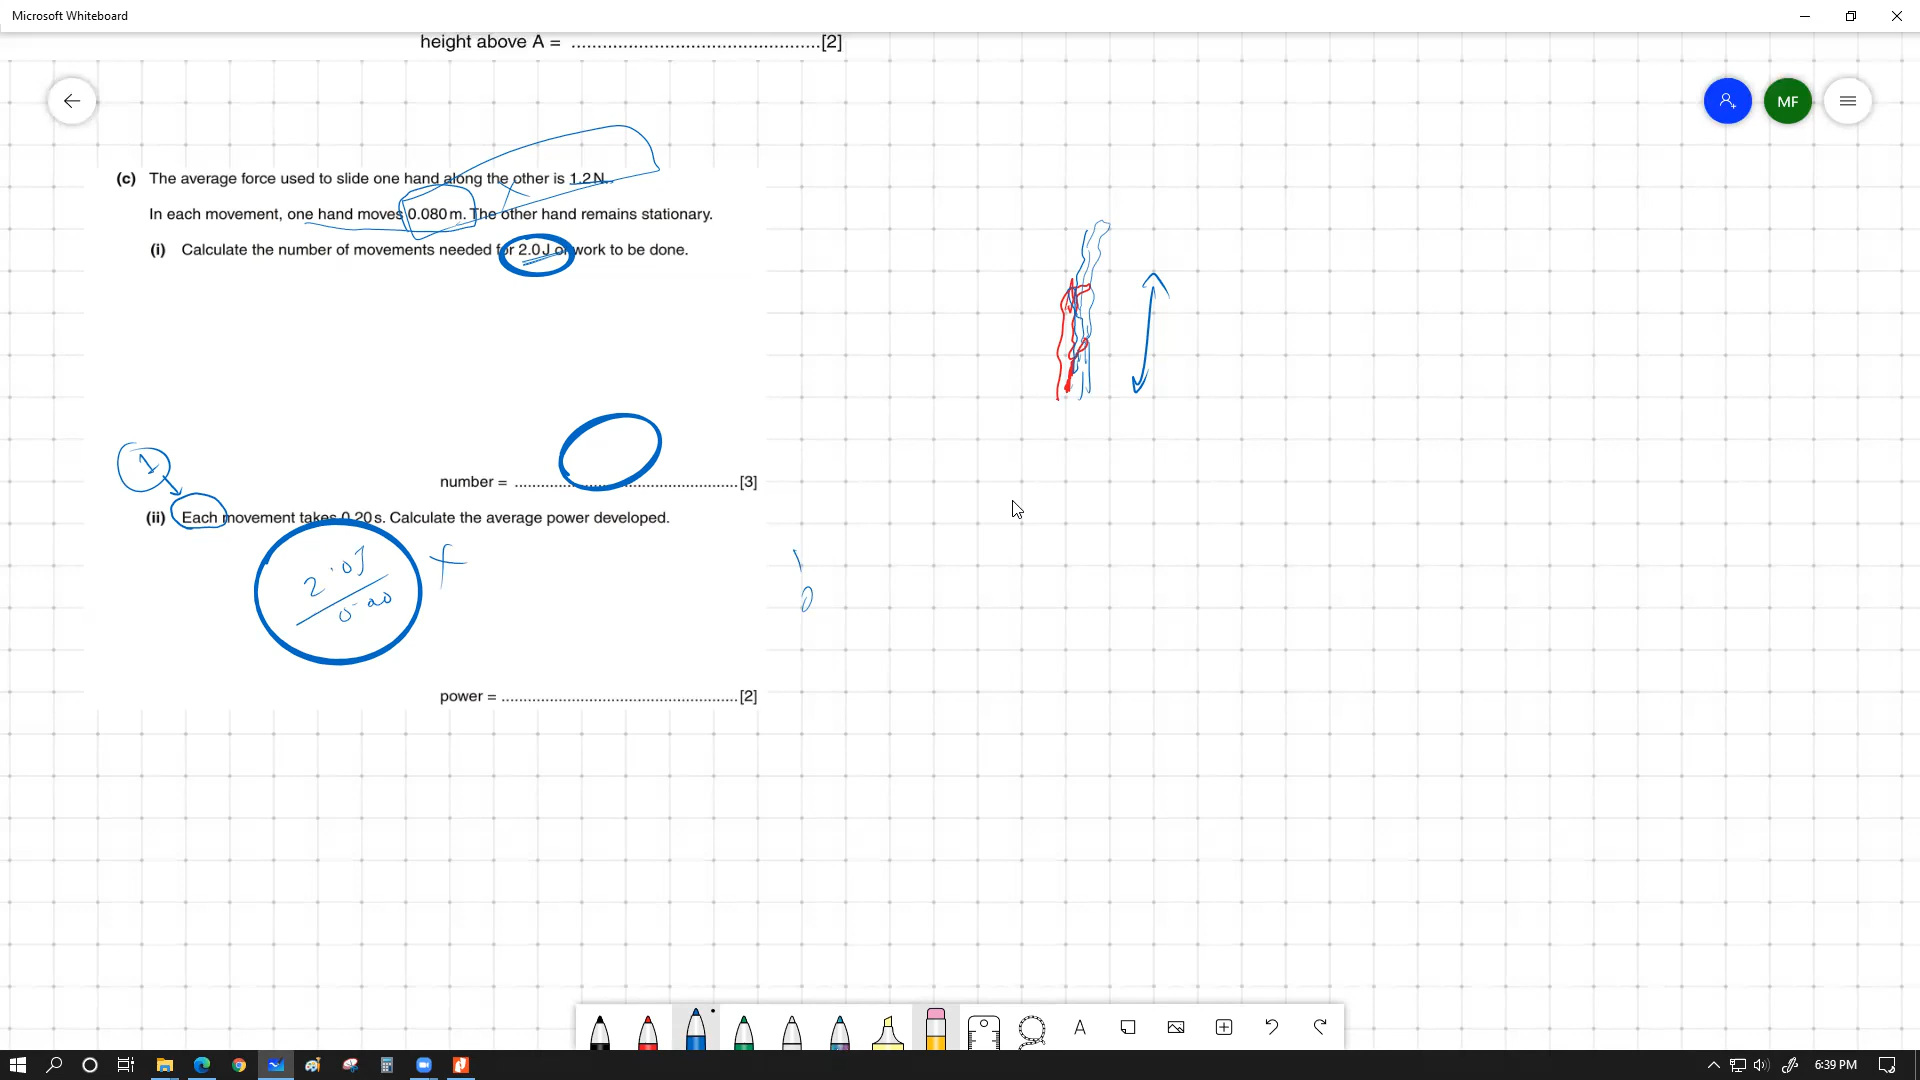 Microsoft Whiteboard
height above A = ................................................[2]
MF
(c) The average force used to slide one hand along the other is 1.2 N.
In each movement, one hand moves 0.080 m. The other hand remains stationary.
(i) Calculate the number of movements needed for 2.0 J of work to be done.
1
number = ...................................................[3]
(ii) Each movement takes 0.20 s. Calculate the average power developed.
2.0J
0.20
power = .....................................................[2]
A
6:39 PM